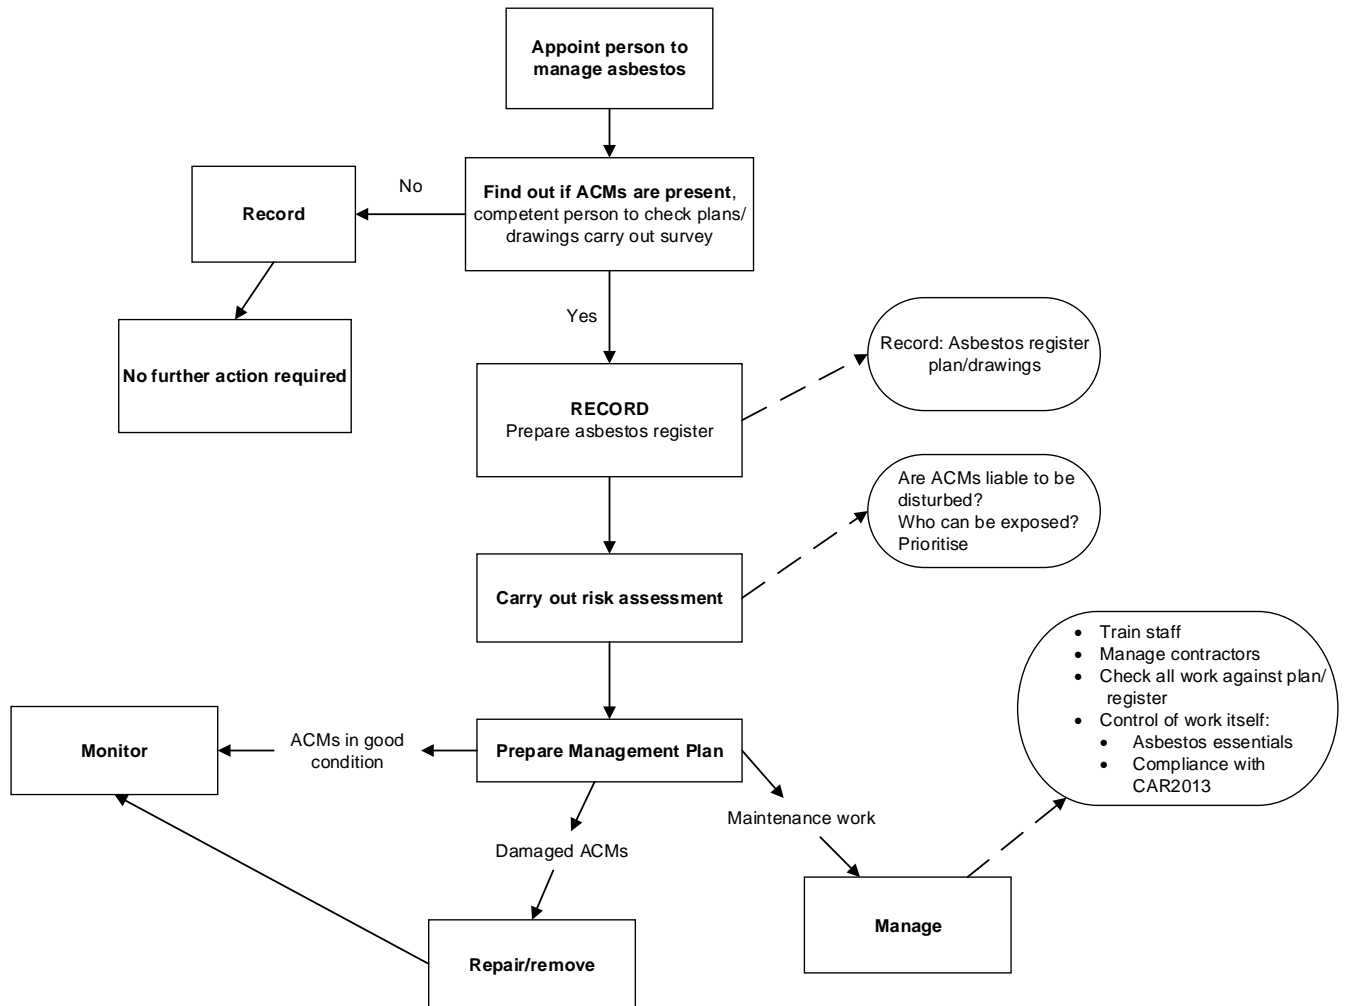 Appoint person to
manage asbestos
No
Record
Find out if ACMs are present,
competent person to check plans/
drawings carry out survey
Yes
No further action required
Record: Asbestos register
plan/drawings
RECORD
Prepare asbestos register
Are ACMs liable to be
disturbed?
Who can be exposed?
Prioritise
Carry out risk assessment
• Train staff
• Manage contractors
• Check all work against plan/
register
• Control of work itself:
• Asbestos essentials
• Compliance with
CAR2013
Monitor
ACMs in good
condition
Prepare Management Plan
Maintenance work
Damaged ACMs
Manage
Repair/remove